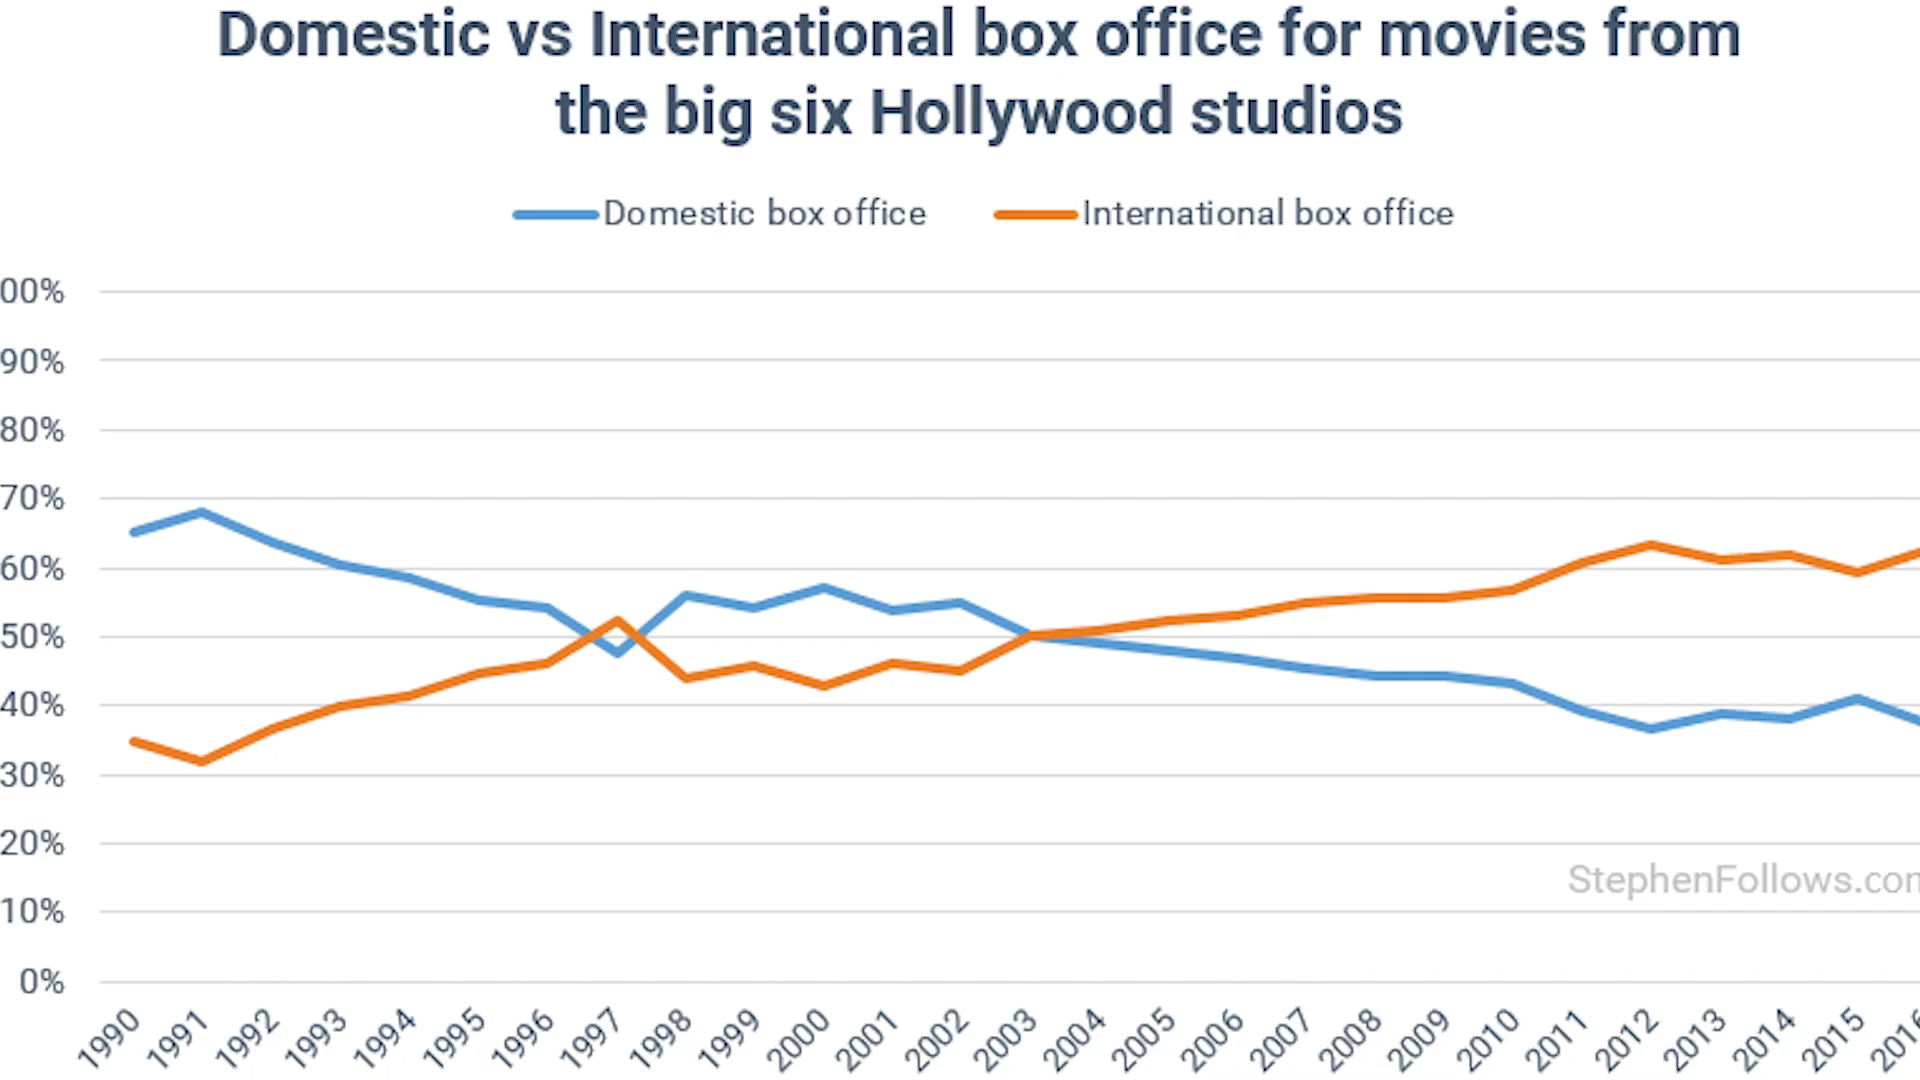 Domestic vs International box office for movies from
the big six Hollywood studios
Domestic box office International box office
00%
90%
80%
70%
60%
50%
40%
30%
20%
10%
0%
StephenFollows.com
1990 1991 1992 1993 1994 1995 1996 1997 1998 1999 2000 2001 2002 2003 2004 2005 2006 2007 2008 2009 2010 2011 2012 2013 2014 2015 2016